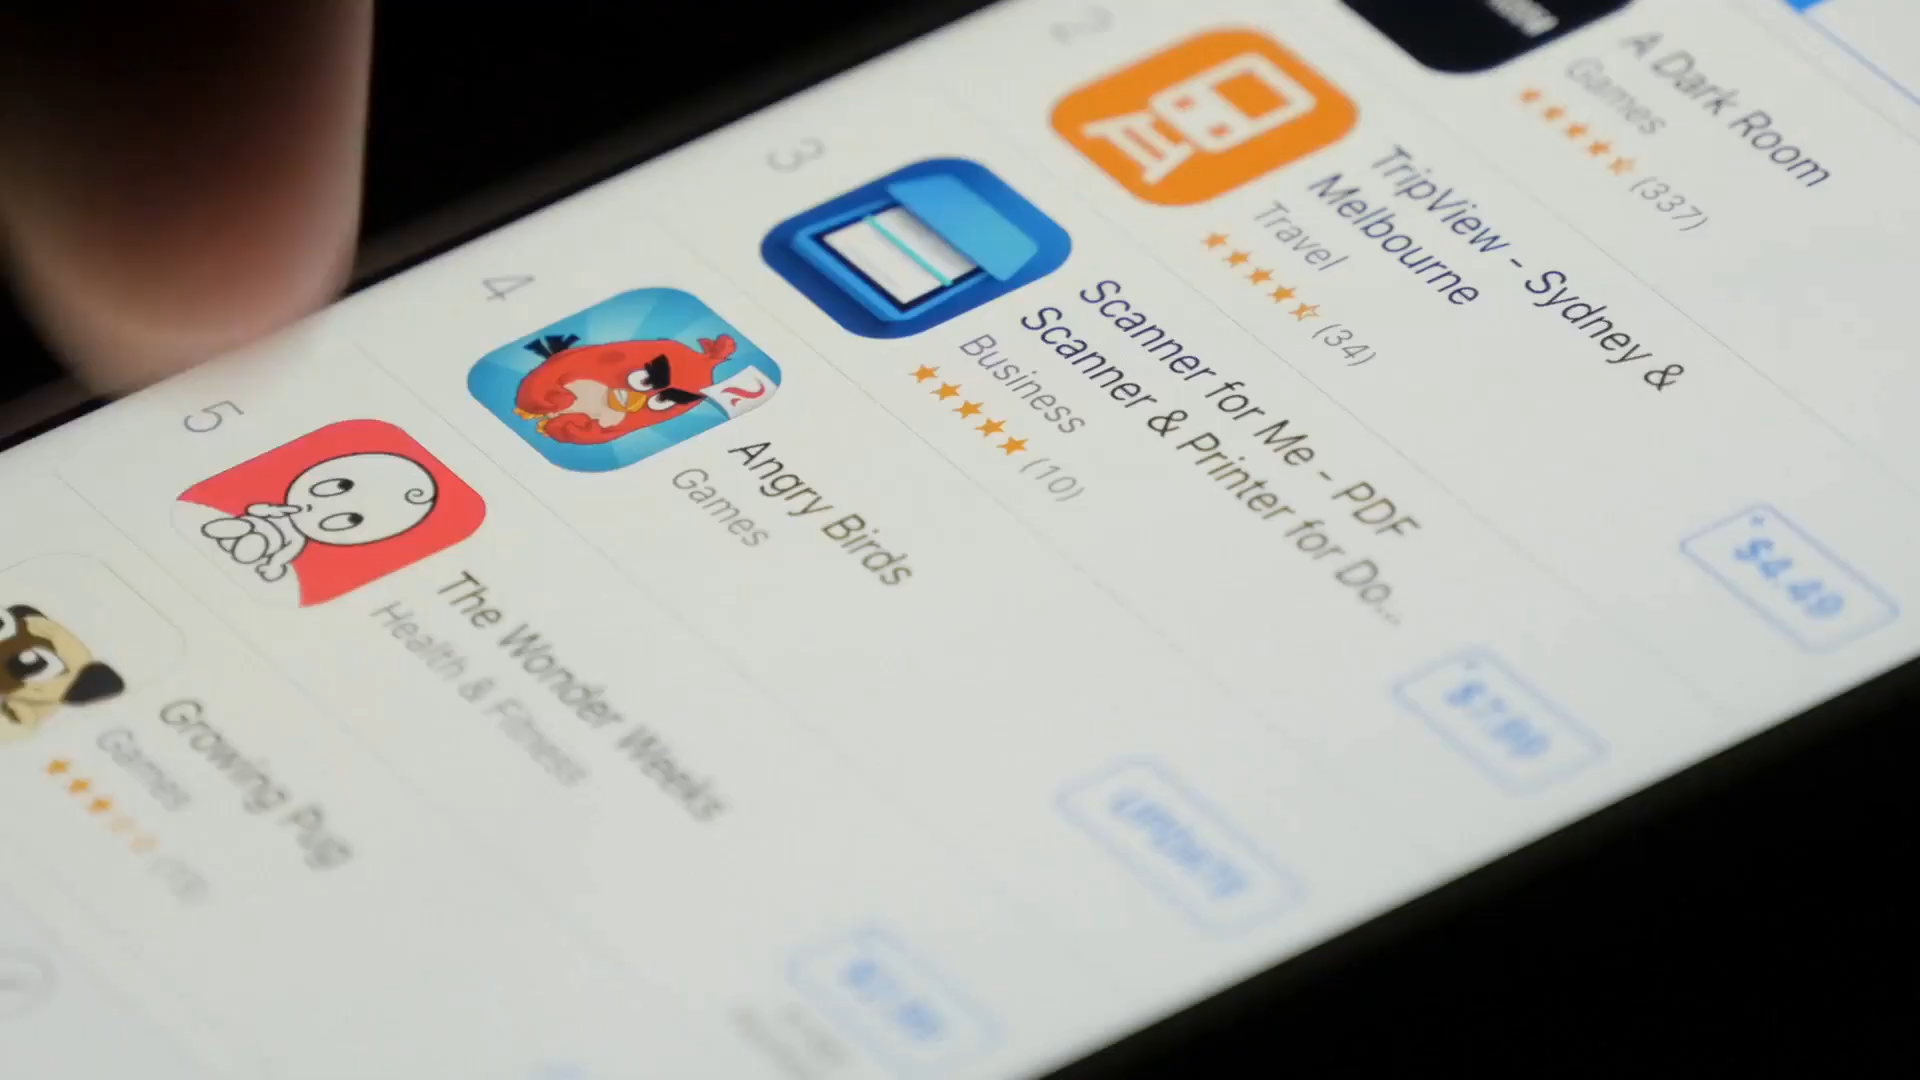 A Dark Room
Games
(337)
2
TripView - Sydney &
Melbourne
Travel
(34)
$4.49
3
Scanner for Me - PDF
Scanner & Printer for Do...
Business
(10)
4
Angry Birds
Games
UPDATE
5
The Wonder Weeks
Health & Fitness
Growing Pug
Games